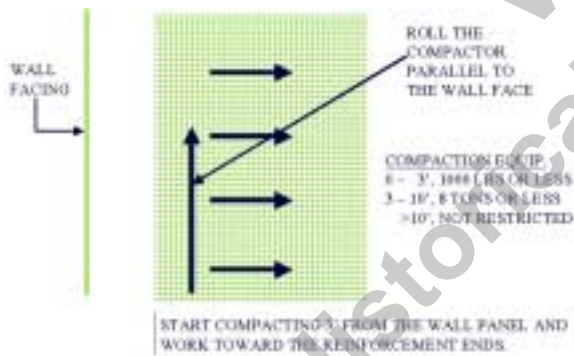 WALL
FACING
ROLL THE
COMPACTOR
PARALLEL TO
THE WALL FACE
COMPACTION EQUIP.
0 – 3', 1000 LBS OR LESS
3 – 10', 8 TONS OR LESS
>10', NOT RESTRICTED
START COMPACTING 3' FROM THE WALL PANEL AND
WORK TOWARD THE REINFORCEMENT ENDS.